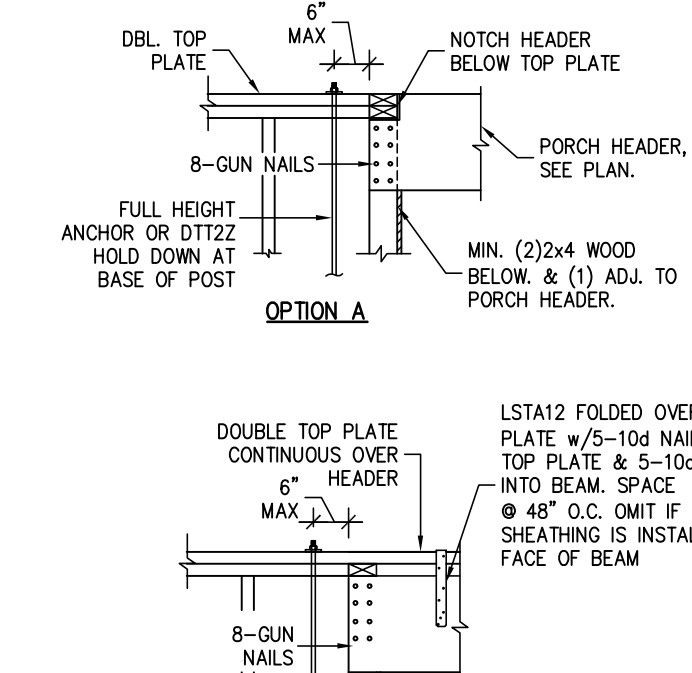 6"
MAX
DBL. TOP
PLATE
NOTCH HEADER
BELOW TOP PLATE
8-GUN NAILS
PORCH HEADER,
SEE PLAN.
FULL HEIGHT
ANCHOR OR DTT2Z
HOLD DOWN AT
BASE OF POST
MIN. (2)2x4 WOOD
BELOW. & (1) ADJ. TO
PORCH HEADER.
OPTION A
DOUBLE TOP PLATE
CONTINUOUS OVER
HEADER
6"
MAX
LSTA12 FOLDED OVER
PLATE w/5-10d NAI
TOP PLATE & 5-10d
INTO BEAM. SPACE
@ 48" O.C. OMIT IF
SHEATHING IS INSTAL
FACE OF BEAM
8-GUN
NAILS